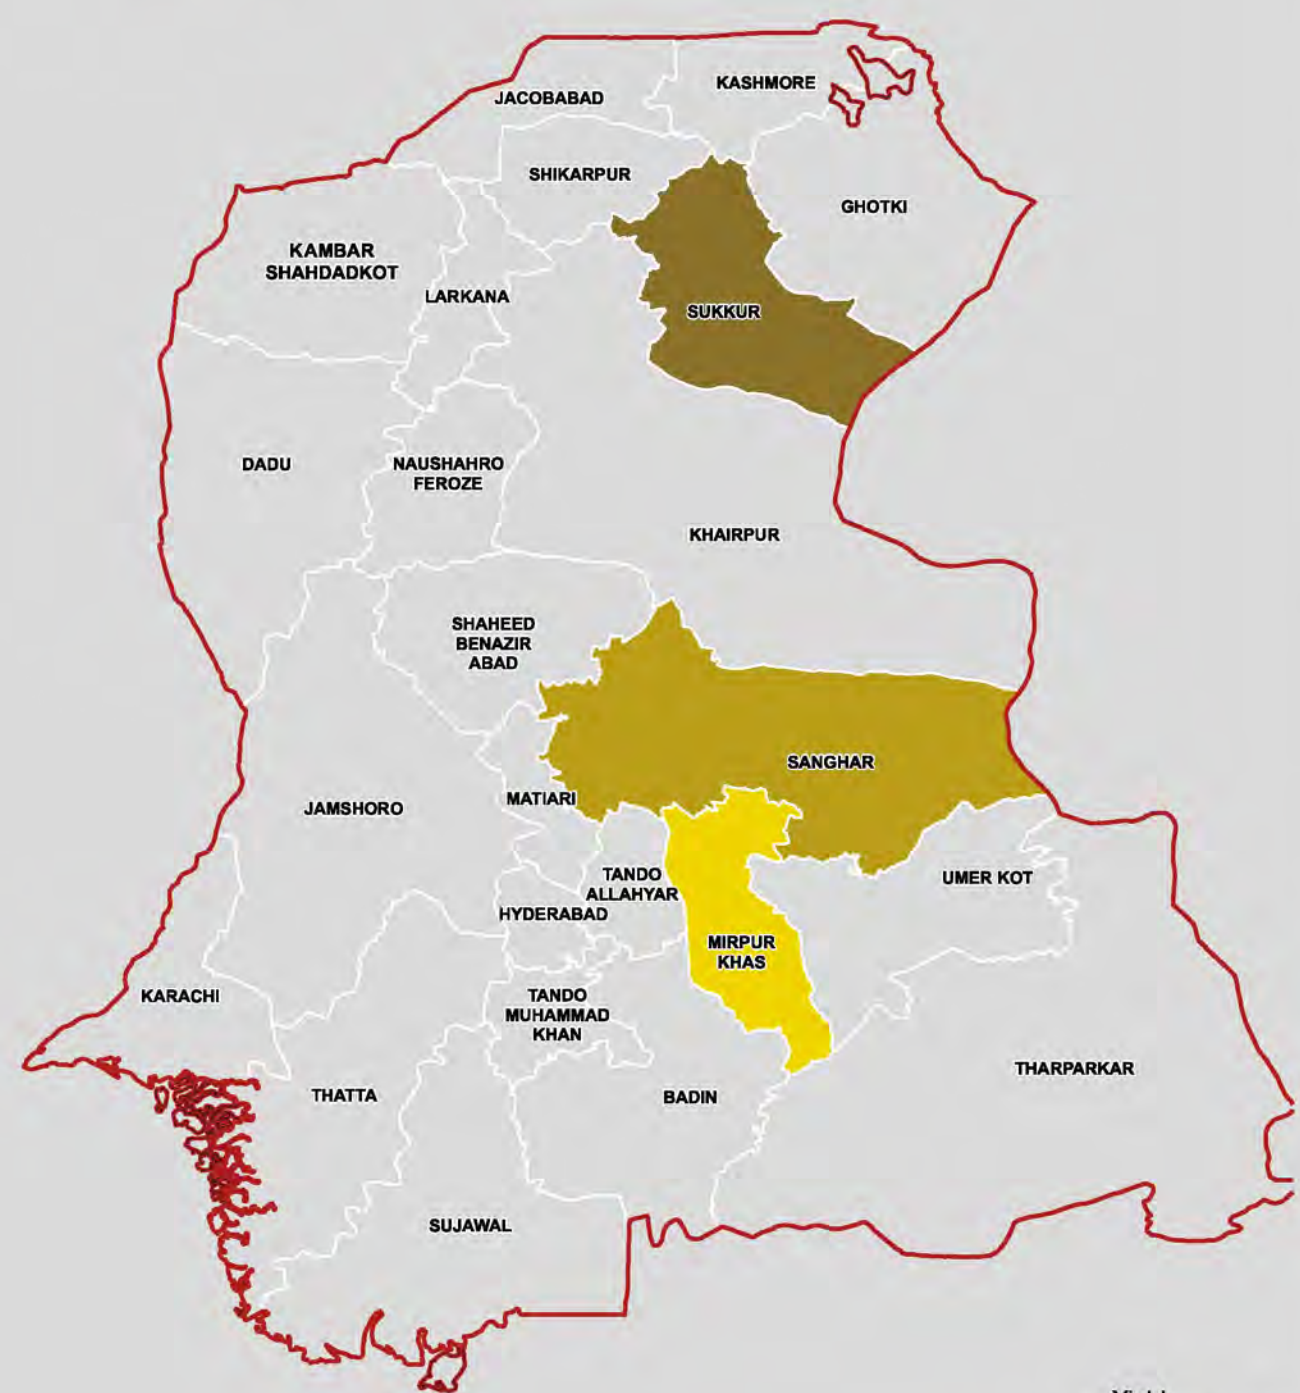 KASHMORE
JACOBABAD
SHIKARPUR
GHOTKI
KAMBAR
SHAHDADKOT
LARKANA
SUKKUR
DADU
NAUSHAHRO
FEROZE
KHAIRPUR
SHAHEED
BENAZIR
ABAD
SANGHAR
MATIARI
JAMSHORO
TANDO
ALLAHYAR
UMER KOT
HYDERABAD
MIRPUR
KHAS
KARACHI
TANDO
MUHAMMAD
KHAN
THARPARKAR
THATTA
BADIN
SUJAWAL